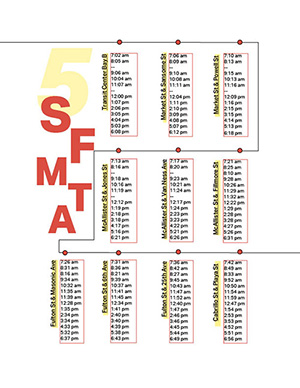 5
SFMTA
Transit Center Bay B
7:02 am
8:05 am
–
9:06 am
10:04 am
11:07 am
–
12:00 pm
1:07 pm
2:06 pm
3:05 pm
4:04 pm
5:03 pm
6:08 pm
Market St & Sansome St
7:06 am
8:09 am
–
9:10 am
10:08 am
11:11 am
–
12:04 pm
1:11 pm
2:10 pm
3:09 pm
4:08 pm
5:07 pm
6:12 pm
Market St & Powell St
7:10 am
8:13 am
–
9:15 am
10:13 am
11:16 am
–
12:09 pm
1:16 pm
2:15 pm
4:14 pm
5:13 pm
6:18 pm
McAllister St & Jones St
7:13 am
8:16 am
–
9:18 am
10:16 am
11:19 am
–
12:12 pm
1:19 pm
2:18 pm
3:18 pm
4:17 pm
6:21 pm
McAllister St & Van Ness Ave
7:17 am
8:20 am
–
9:23 am
10:21 am
11:24 am
–
12:17 pm
1:24 pm
2:23 pm
3:23 pm
4:22 pm
5:21 pm
6:26 pm
McAllister St & Fillmore St
7:21 am
8:25 am
9:28 am
10:26 am
11:29 am
11:32 am
12:22 pm
1:29 pm
2:28 pm
3:28 pm
4:27 pm
5:26 pm
6:31 pm
Fulton St & Masonic Ave
7:26 am
8:31 am
8:16 am
9:34 am
10:32 am
11:35 am
11:39 am
12:28 pm
1:35 pm
2:34 pm
3:34 pm
4:33 pm
5:32 pm
6:37 pm
Fulton St & 6th Ave
7:31 am
8:36 am
8:21 am
9:39 am
10:37 am
11:41 am
11:45 am
12:34 pm
1:41 pm
2:40 pm
3:40 pm
4:39 pm
5:38 pm
6:43 pm
Fulton St & 25th Ave
7:36 am
8:42 am
8:27 am
9:45 am
10:43 am
11:47 am
11:52 am
12:40 pm
1:47 pm
2:46 pm
3:46 pm
4:45 pm
5:44 pm
6:49 pm
Cabrillo St & Playa St
7:42 am
8:49 am
8:33 am
9:52 am
10:50 am
11:54 am
11:59 am
12:47 pm
1:54 pm
2:53 pm
3:53 pm
4:52 pm
5:51 pm
6:56 pm